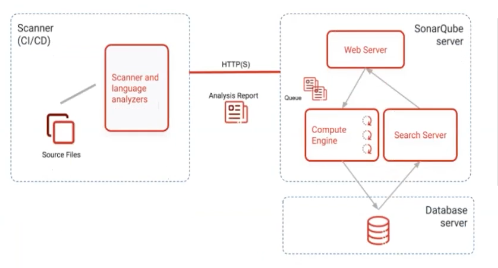 Scanner
(CI/CD)
Scanner and
language
analyzers
Source Files
HTTP(S)
Analysis Report
SonarQube
server
Web Server
Queue
Compute
Engine
Search Server
Database
server